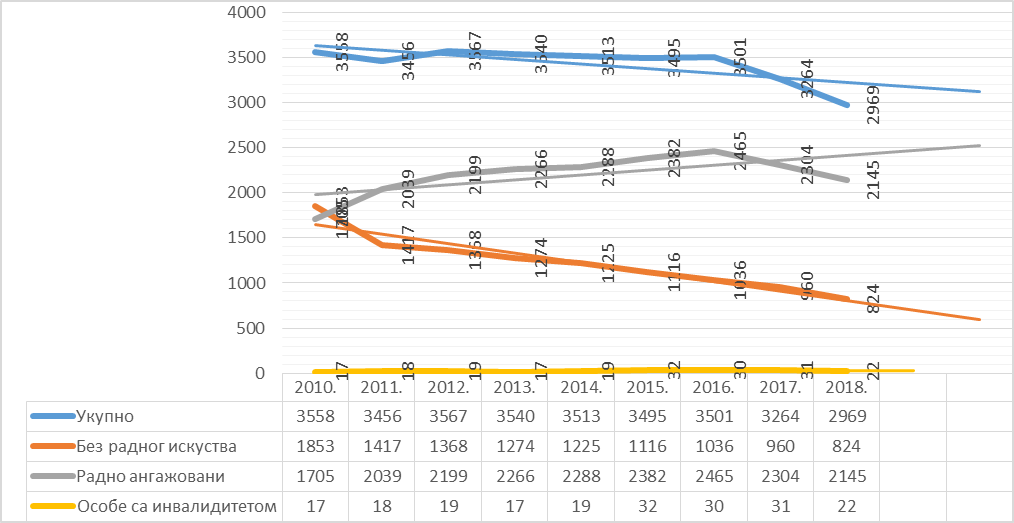 4000
3500
3000
2500
2000
1500
1000
500
0
3558 3456 3567 3540 3513 3495 3501 3264 2969
2039 2199 2266 2288 2382 2465 2304 2145
1705 1853 1417 1368 1274 1225 1116 1036 960 824
17 18 19 17 19 32 30 31 22
2010. 2011. 2012. 2013. 2014. 2015. 2016. 2017. 2018.
Укупно 3558 3456 3567 3540 3513 3495 3501 3264 2969
Без радног искуства 1853 1417 1368 1274 1225 1116 1036 960 824
Радно ангажовани 1705 2039 2199 2266 2288 2382 2465 2304 2145
Особе са инвалидитетом 17 18 19 17 19 32 30 31 22